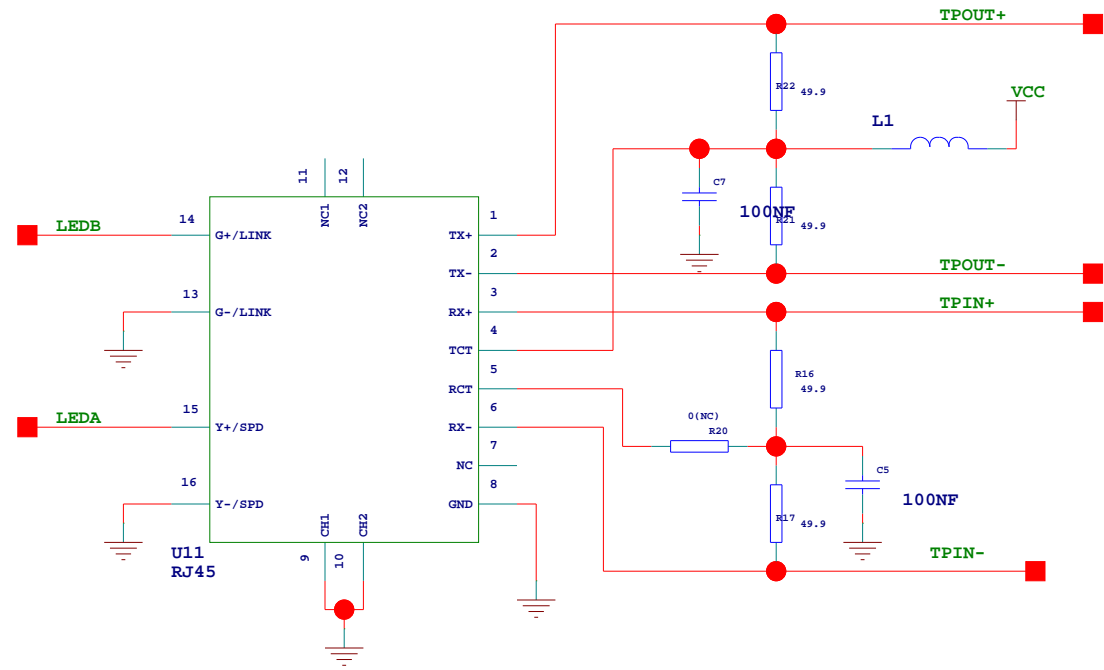 TPOUT+
R22 49.9
VCC
L1
11
12
C7
NC1
NC2
100NF
R21 49.9
14
1
LEDB
G+/LINK
TX+
2
TX-
TPOUT-
13
3
TPIN+
G-/LINK
RX+
4
TCT
5
R16
49.9
RCT
15
6
0(NC)
LEDA
R20
Y+/SPD
RX-
7
NC
C5
16
8
100NF
Y-/SPD
GND
R17 49.9
CH1
CH2
U11
9
10
TPIN-
RJ45